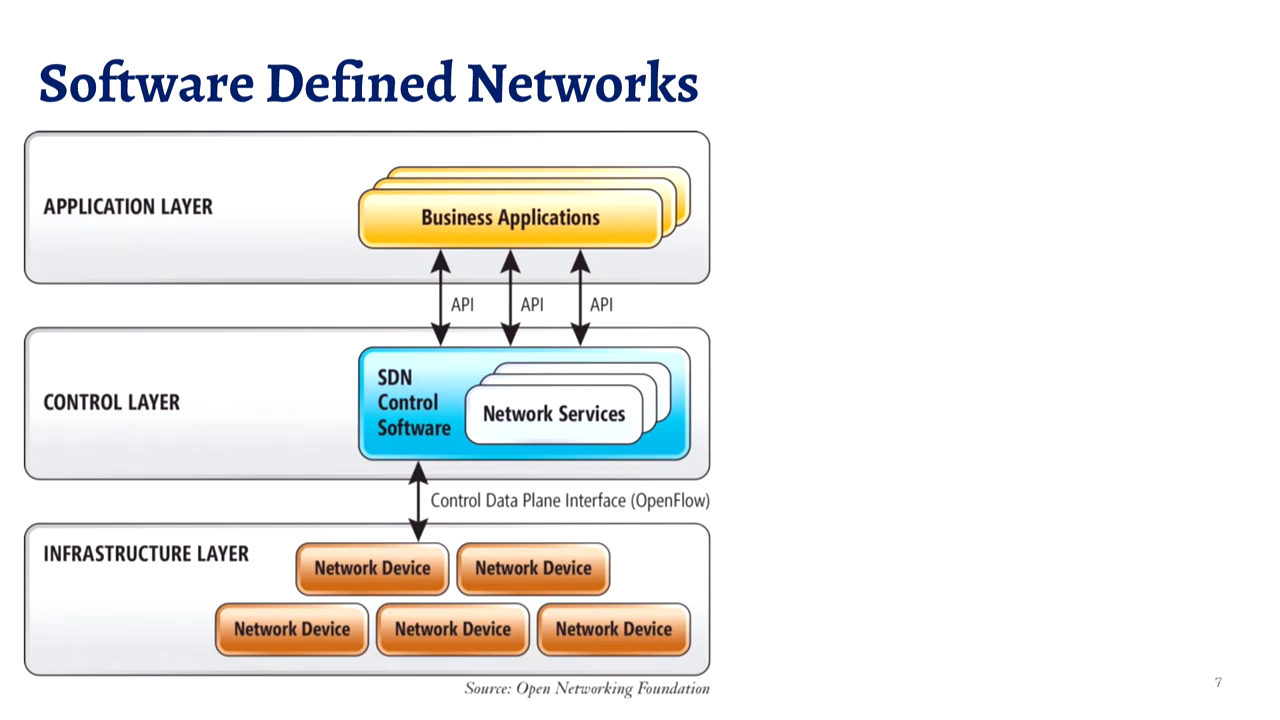 Software Defined Networks
APPLICATION LAYER
Business Applications
API
API
API
CONTROL LAYER
SDN
Control
Software
Network Services
Control Data Plane Interface (OpenFlow)
INFRASTRUCTURE LAYER
Network Device
Network Device
Network Device
Network Device
Network Device
Source: Open Networking Foundation
7